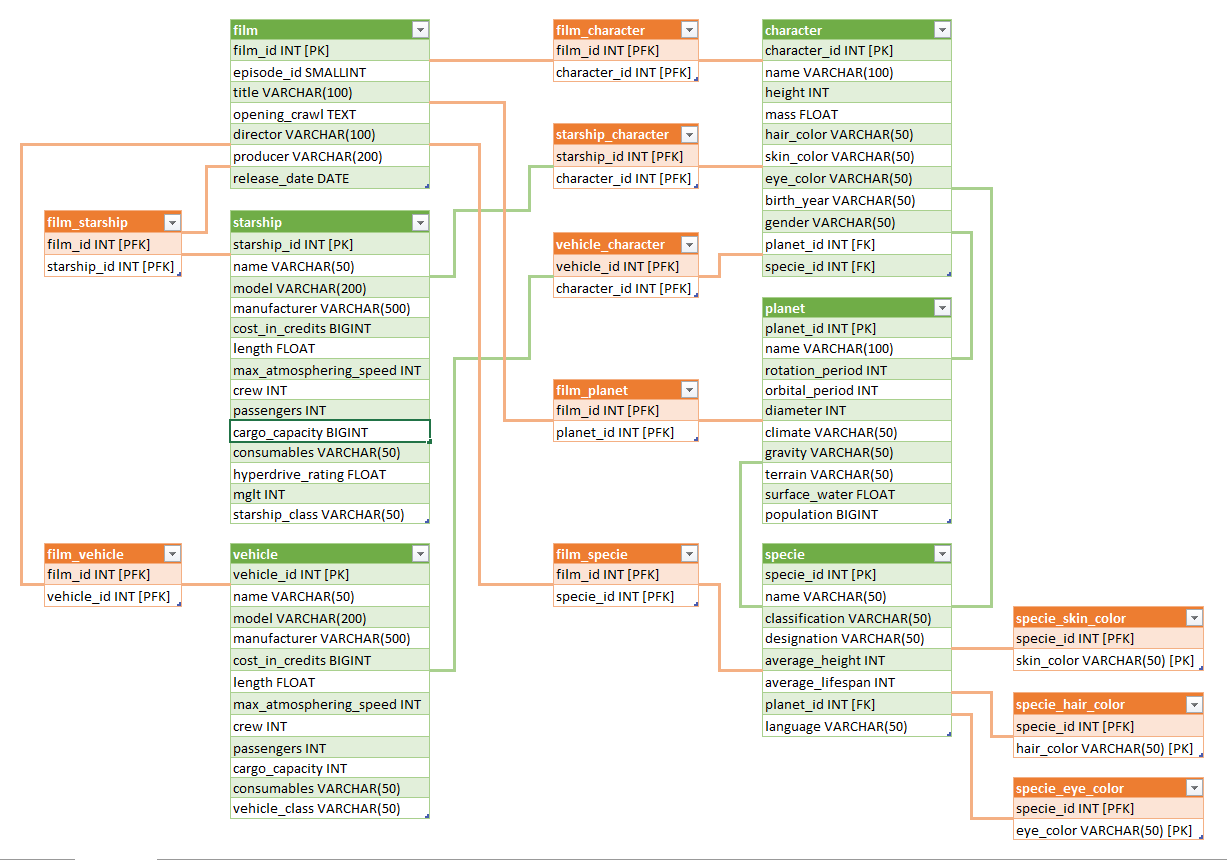 film
film_id INT [PK]
episode_id SMALLINT
title VARCHAR(100)
opening_crawl TEXT
director VARCHAR(100)
producer VARCHAR(200)
release_date DATE
film_character
film_id INT [PFK]
character_id INT [PFK]
character
character_id INT [PK]
name VARCHAR(100)
height INT
mass FLOAT
hair_color VARCHAR(50)
skin_color VARCHAR(50)
eye_color VARCHAR(50)
birth_year VARCHAR(50)
gender VARCHAR(50)
planet_id INT [FK]
specie_id INT [FK]
starship_character
starship_id INT [PFK]
character_id INT [PFK]
film_starship
film_id INT [PFK]
starship_id INT [PFK]
starship
starship_id INT [PK]
name VARCHAR(50)
model VARCHAR(200)
manufacturer VARCHAR(500)
cost_in_credits BIGINT
length FLOAT
max_atmosphering_speed INT
crew INT
passengers INT
cargo_capacity BIGINT
consumables VARCHAR(50)
hyperdrive_rating FLOAT
mglt INT
starship_class VARCHAR(50)
vehicle_character
vehicle_id INT [PFK]
character_id INT [PFK]
planet
planet_id INT [PK]
name VARCHAR(100)
rotation_period INT
orbital_period INT
diameter INT
climate VARCHAR(50)
gravity VARCHAR(50)
terrain VARCHAR(50)
surface_water FLOAT
population BIGINT
film_planet
film_id INT [PFK]
planet_id INT [PFK]
film_vehicle
film_id INT [PFK]
vehicle_id INT [PFK]
vehicle
vehicle_id INT [PK]
name VARCHAR(50)
model VARCHAR(200)
manufacturer VARCHAR(500)
cost_in_credits BIGINT
length FLOAT
max_atmosphering_speed INT
crew INT
passengers INT
cargo_capacity INT
consumables VARCHAR(50)
vehicle_class VARCHAR(50)
film_specie
film_id INT [PFK]
specie_id INT [PFK]
specie
specie_id INT [PK]
name VARCHAR(50)
classification VARCHAR(50)
designation VARCHAR(50)
average_height INT
average_lifespan INT
planet_id INT [FK]
language VARCHAR(50)
specie_skin_color
specie_id INT [PFK]
skin_color VARCHAR(50) [PK]
specie_hair_color
specie_id INT [PFK]
hair_color VARCHAR(50) [PK]
specie_eye_color
specie_id INT [PFK]
eye_color VARCHAR(50) [PK]